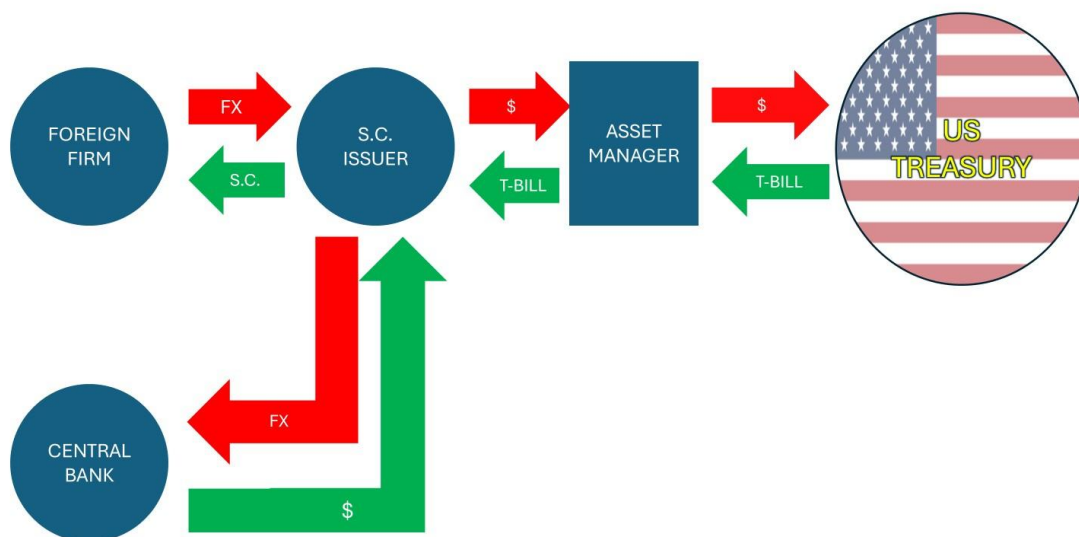 FOREIGN
FIRM
FX
S.C.
S.C.
ISSUER
$
T-BILL
ASSET
MANAGER
$
T-BILL
US
TREASURY
FX
CENTRAL
BANK
$